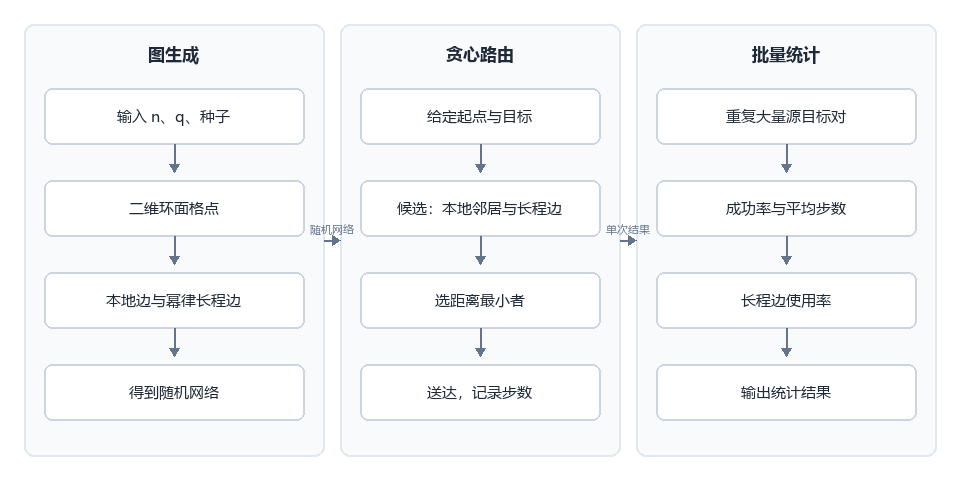 图生成
输入 n、q、种子
二维环面格点
本地边与幂律长程边
得到随机网络
随机网络
贪心路由
给定起点与目标
候选：本地邻居与长程边
选距离最小者
送达，记录步数
单次结果
批量统计
重复大量源目标对
成功率与平均步数
长程边使用率
输出统计结果